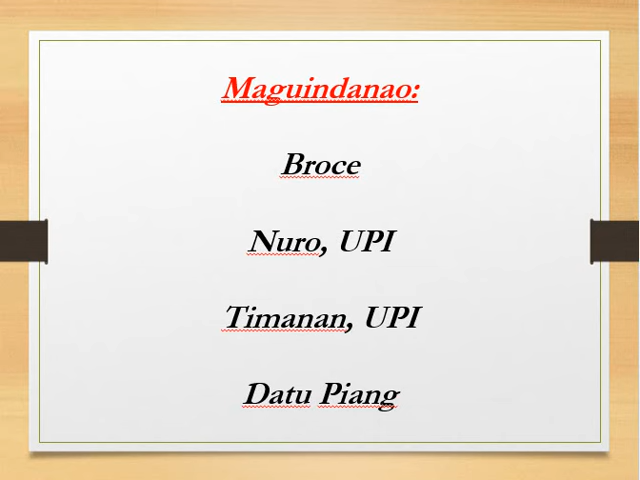 Maguindanao:
Broce
Nuro, UPI
Timanan, UPI
Datu Piang